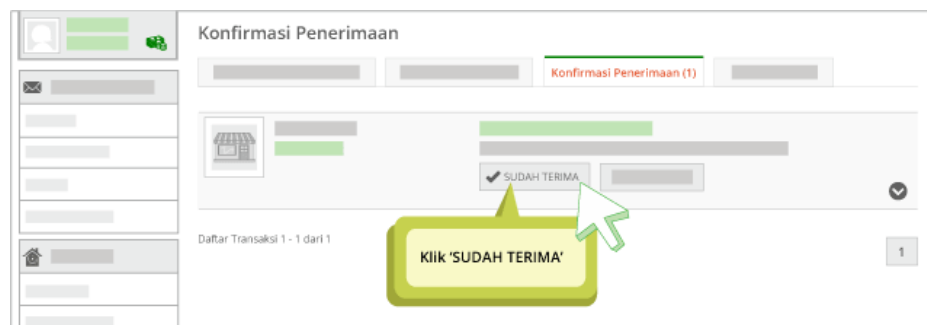 Konfirmasi Penerimaan
Konfirmasi Penerimaan (1)
SUDAH TERIMA
Klik ‘SUDAH TERIMA’
Daftar Transaksi 1 - 1 dari 1
1